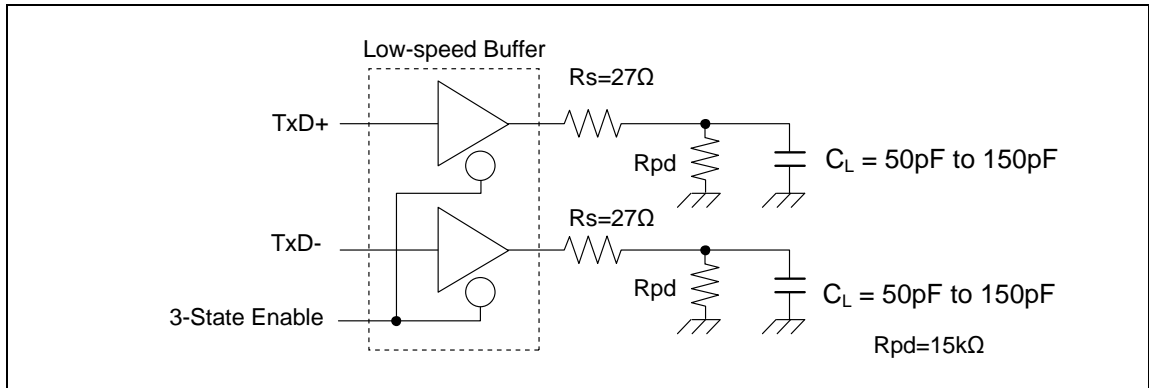 Low-speed Buffer
Rs=27Ω
TxD+
Rpd
C_L = 50pF to 150pF
Rs=27Ω
TxD-
Rpd
C_L = 50pF to 150pF
3-State Enable
Rpd=15kΩ